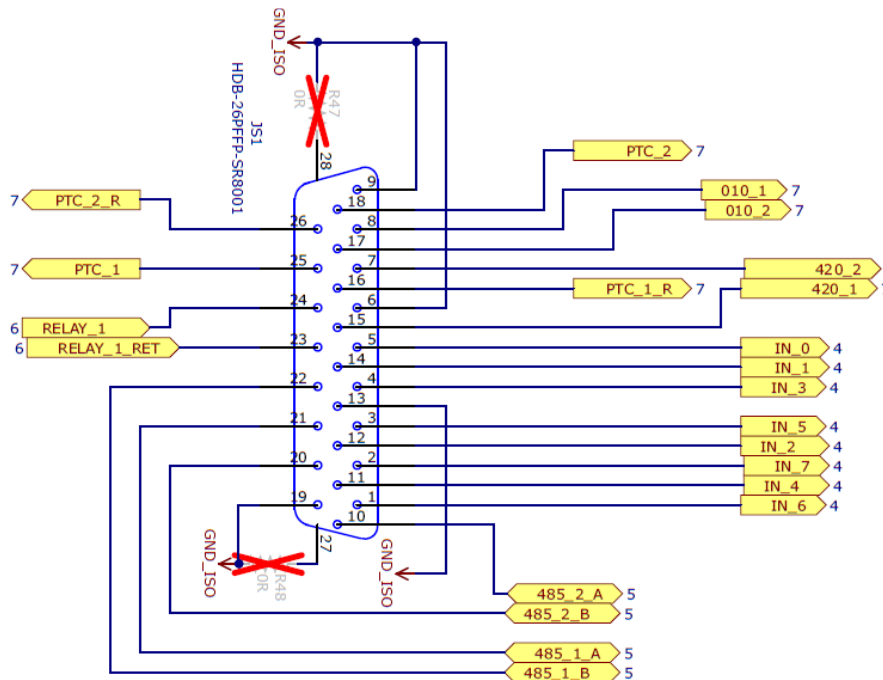 GND_ISO
R47
0R
JS1
HDB-26PFFP-SR8001
28
9
18
PTC_2 7
8
010_1 7
17
010_2 7
7 PTC_2_R
26
7
420_2
7 PTC_1
25
16
PTC_1_R 7
420_1
24
6
6 RELAY_1
15
6 RELAY_1_RET
23
5
IN_0 4
14
IN_1 4
22
4
IN_3 4
13
21
3
IN_5 4
12
IN_2 4
20
2
IN_7 4
11
IN_4 4
19
1
IN_6 4
10
27
GND_ISO
R48
0R
GND_ISO
485_2_A 5
485_2_B 5
485_1_A 5
485_1_B 5